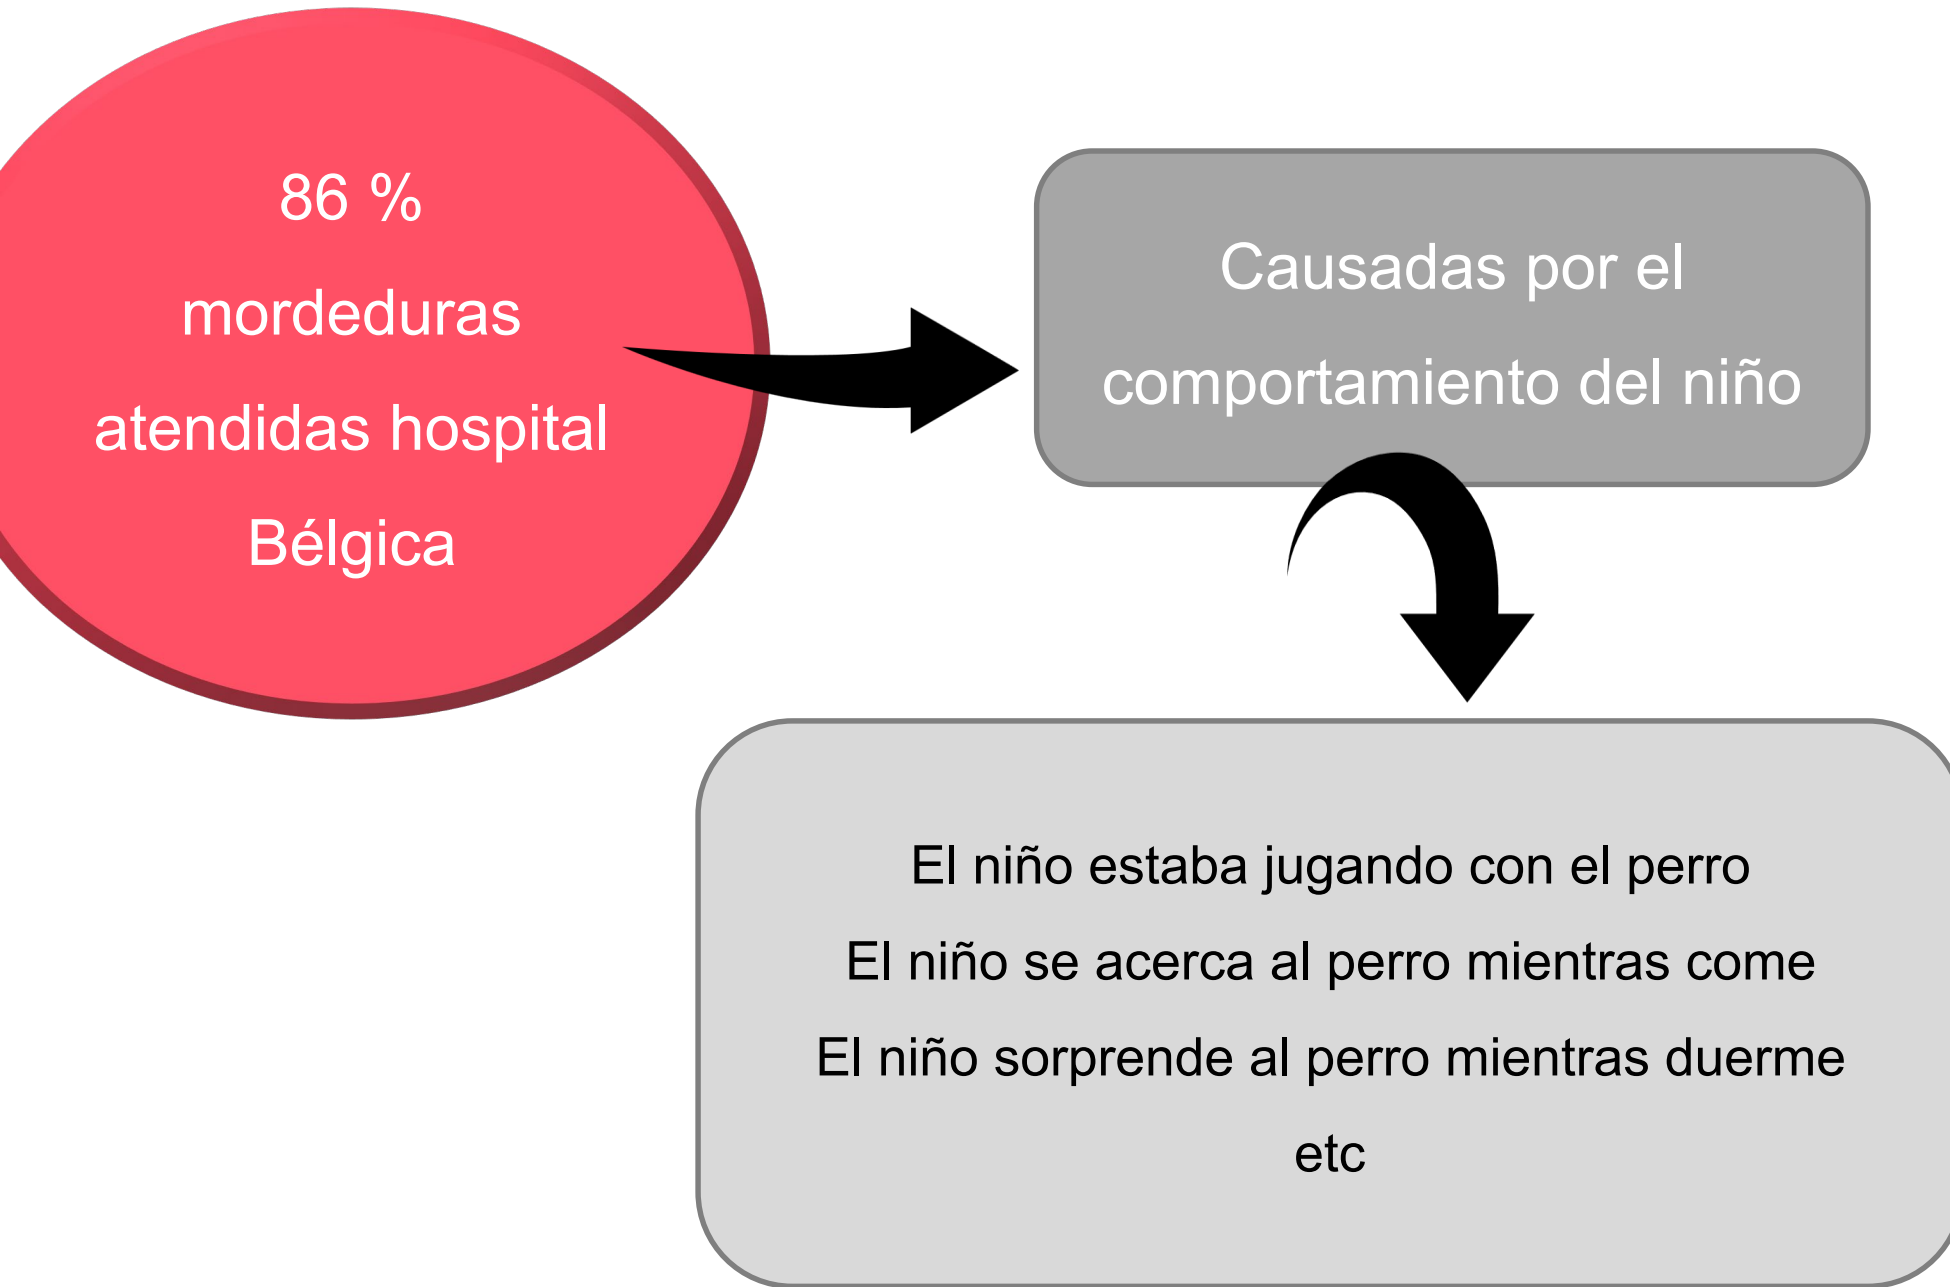 86 %
mordeduras
atendidas hospital
Bélgica
Causadas por el
comportamiento del niño
El niño estaba jugando con el perro
El niño se acerca al perro mientras come
El niño sorprende al perro mientras duerme
etc